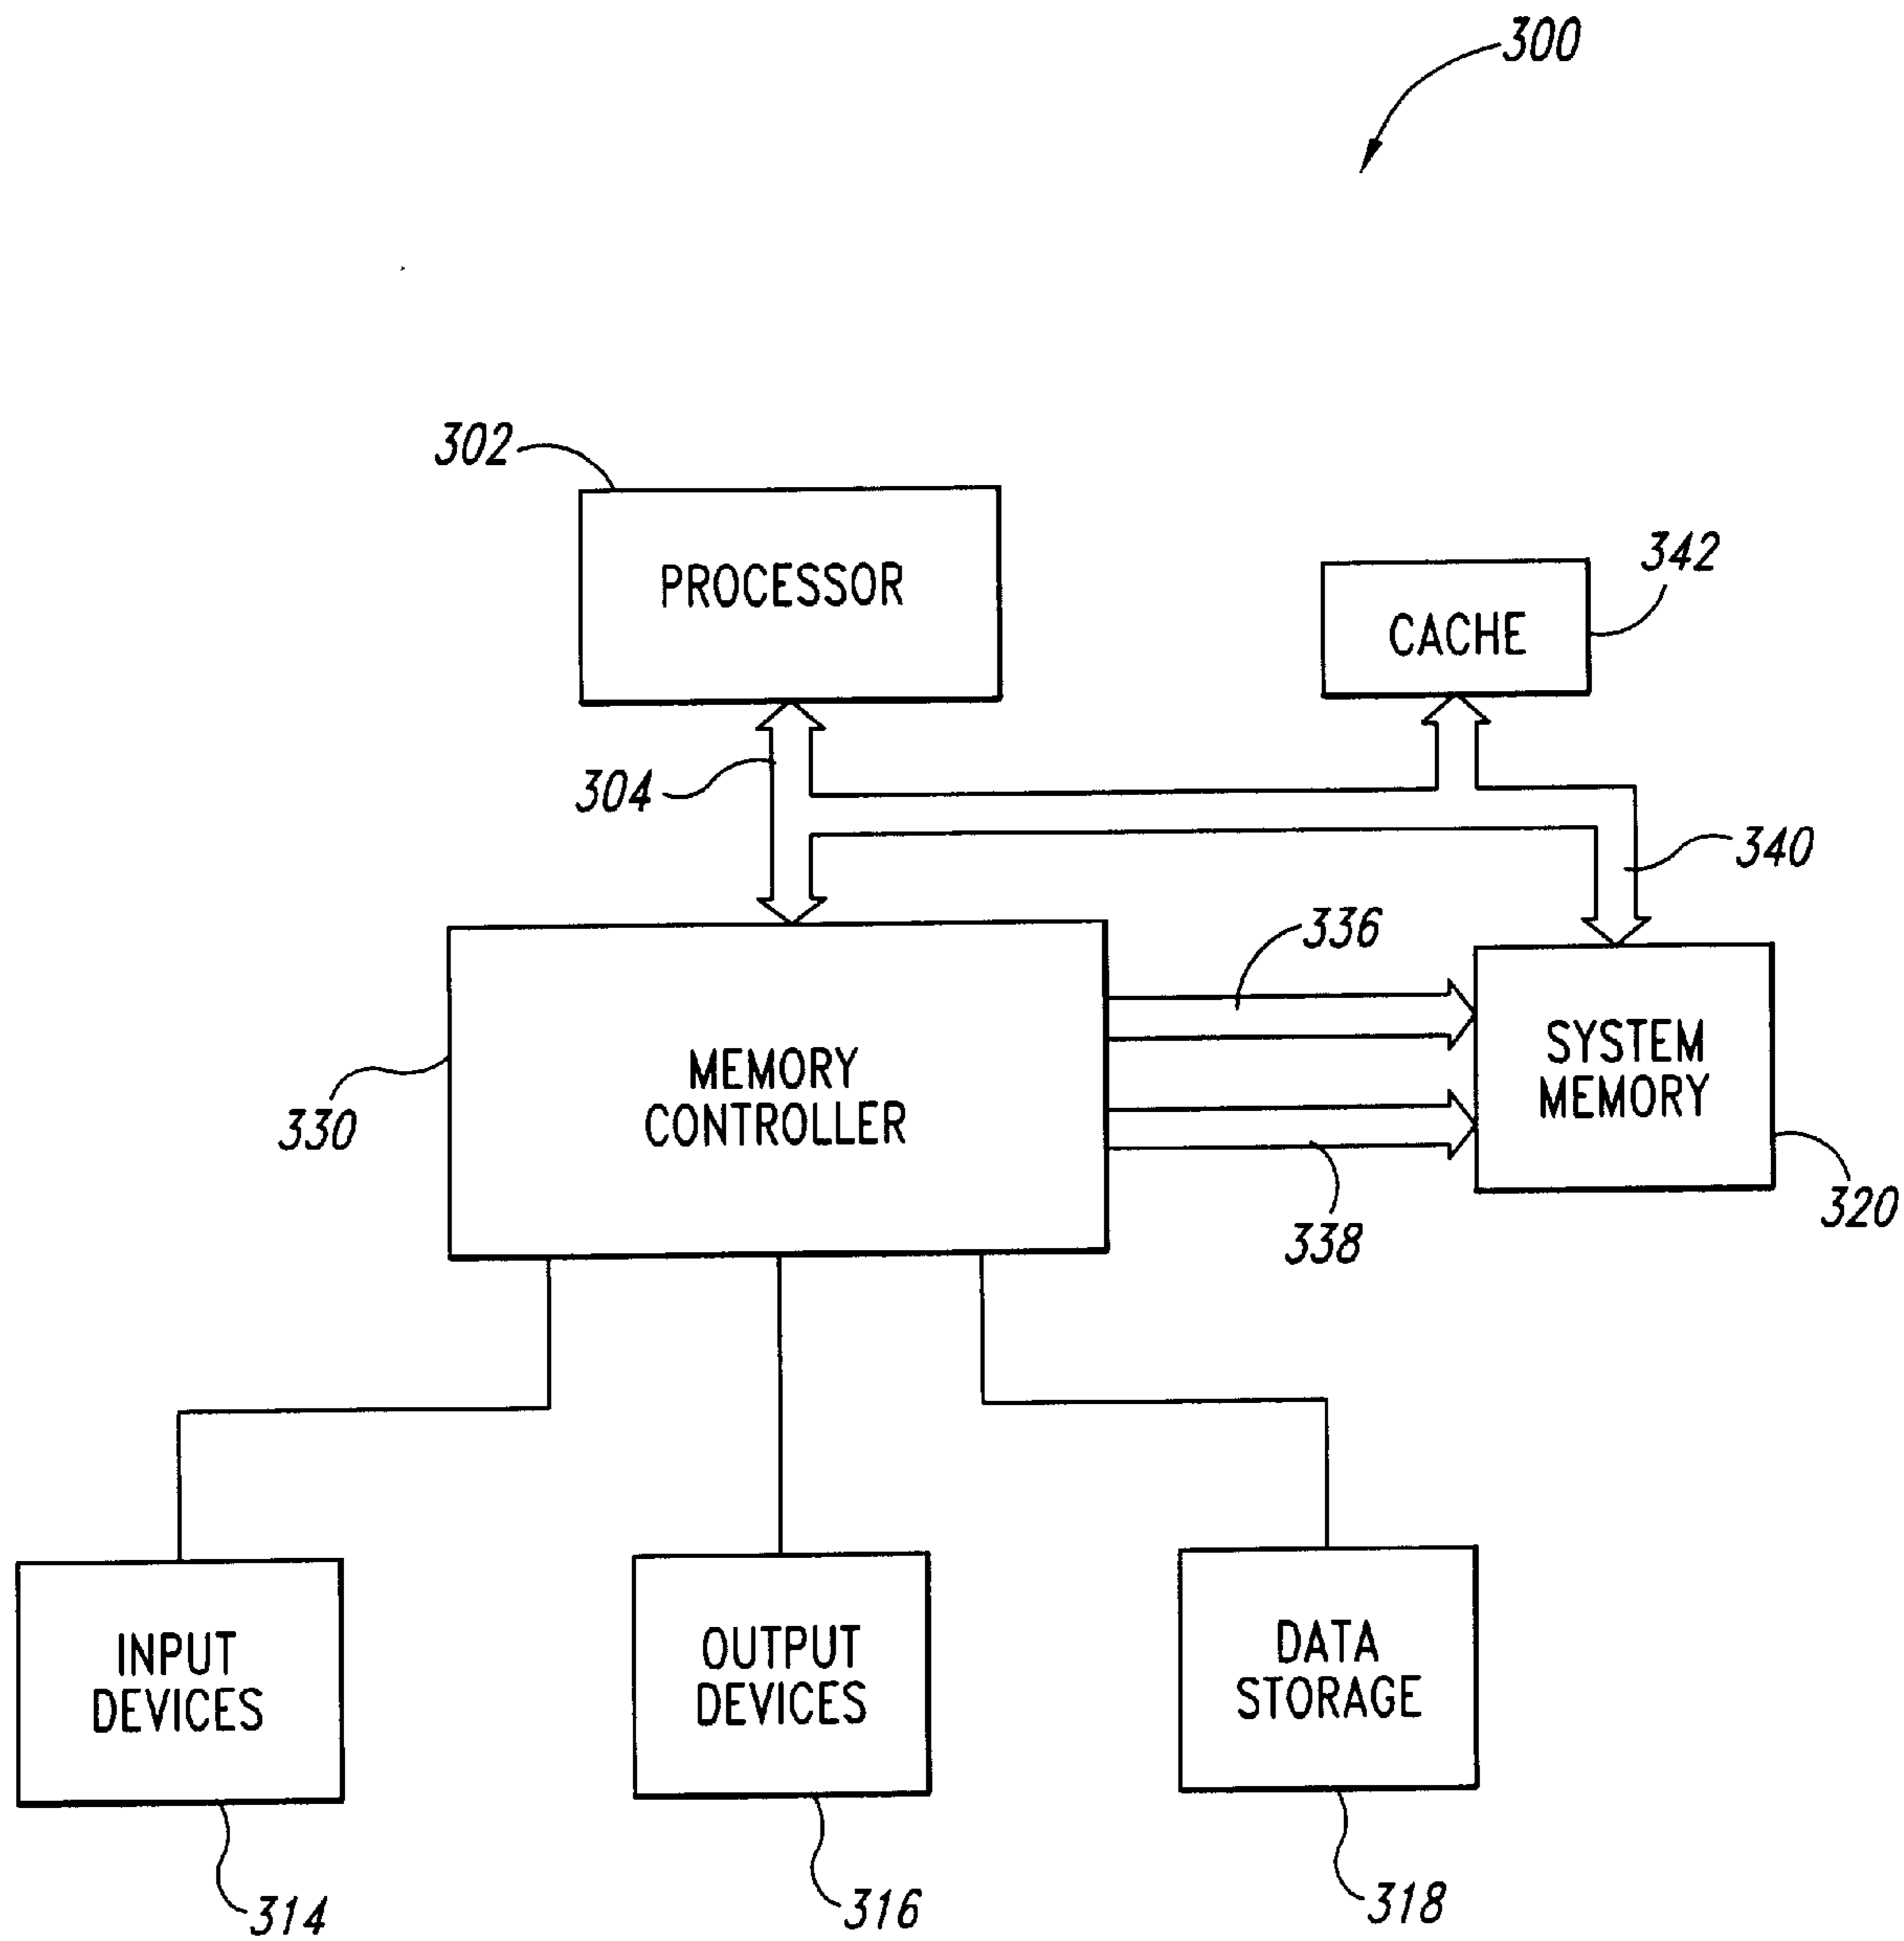 300
302
PROCESSOR
342
CACHE
304
340
336
MEMORY
CONTROLLER
SYSTEM
MEMORY
330
338
320
INPUT
DEVICES
OUTPUT
DEVICES
DATA
STORAGE
314
316
318